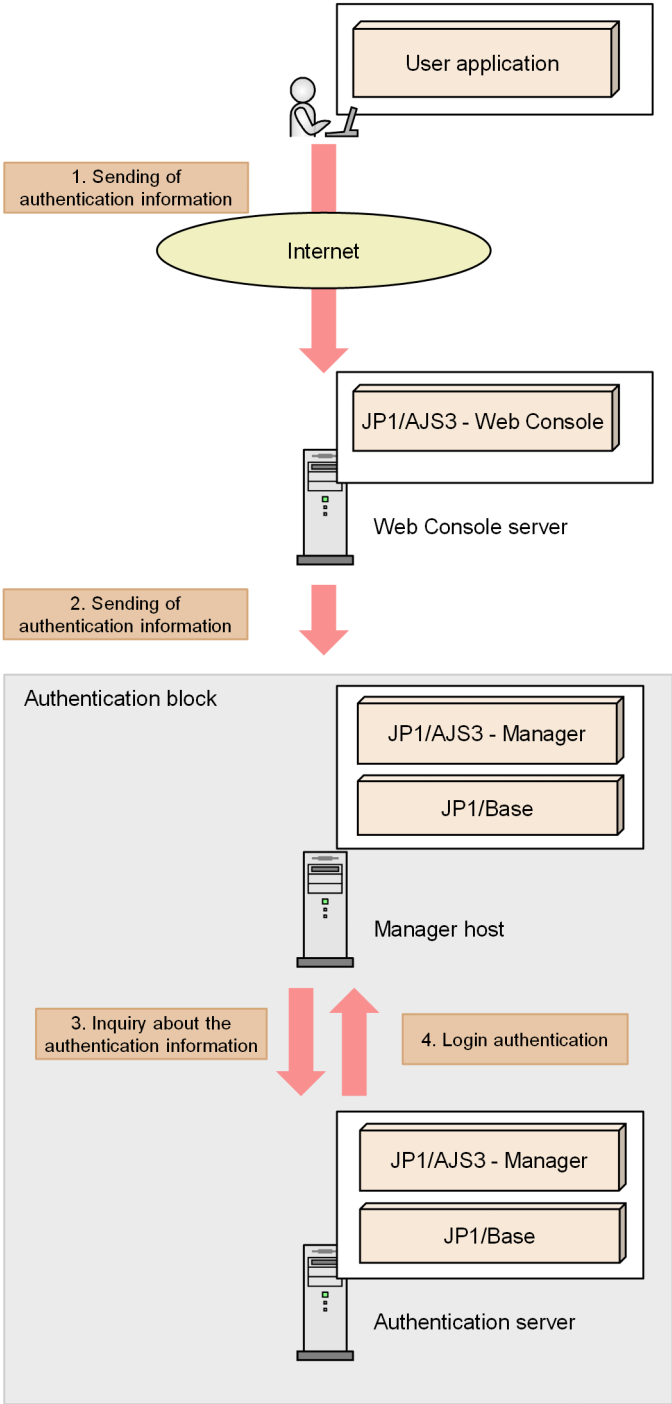 User application
1. Sending of
authentication information
Internet
JP1/AJS3 - Web Console
Web Console server
2. Sending of
authentication information
Authentication block
JP1/AJS3 - Manager
JP1/Base
Manager host
3. Inquiry about the
authentication information
4. Login authentication
JP1/AJS3 - Manager
JP1/Base
Authentication server